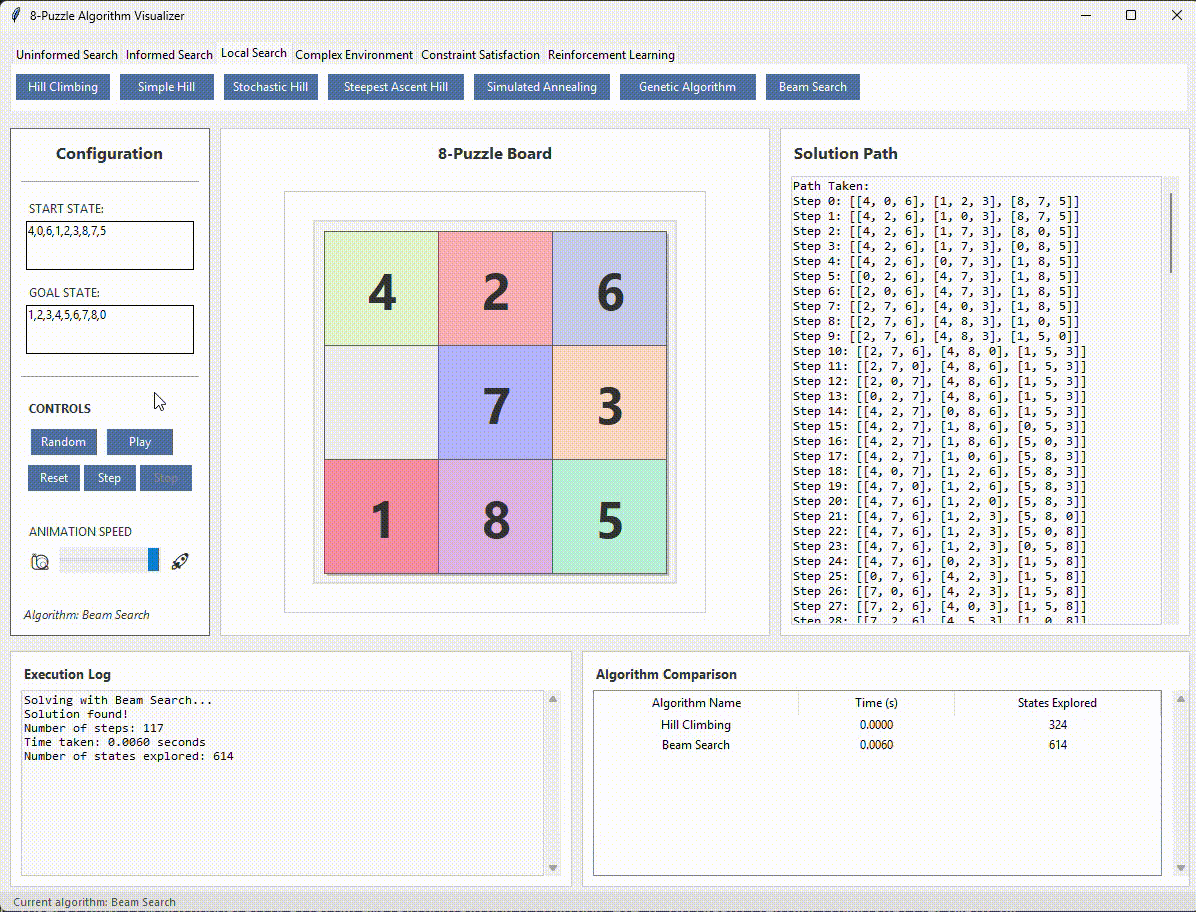 8-Puzzle Algorithm Visualizer
Uninformed Search Informed Search Local Search Complex Environment Constraint Satisfaction Reinforcement Learning
Hill Climbing Simple Hill Stochastic Hill Steepest Ascent Hill Simulated Annealing Genetic Algorithm Beam Search
Configuration
START STATE:
4,0,6,1,2,3,8,7,5
GOAL STATE:
1,2,3,4,5,6,7,8,0
CONTROLS
Random Play
Reset Step Stop
ANIMATION SPEED
Algorithm: Beam Search
8-Puzzle Board
4 2 6
7 3
1 8 5
Solution Path
Path Taken:
Step 0: [[4, 0, 6], [1, 2, 3], [8, 7, 5]]
Step 1: [[4, 2, 6], [1, 0, 3], [8, 7, 5]]
Step 2: [[4, 2, 6], [1, 7, 3], [8, 0, 5]]
Step 3: [[4, 2, 6], [1, 7, 3], [0, 8, 5]]
Step 4: [[4, 2, 6], [0, 7, 3], [1, 8, 5]]
Step 5: [[0, 2, 6], [4, 7, 3], [1, 8, 5]]
Step 6: [[2, 0, 6], [4, 7, 3], [1, 8, 5]]
Step 7: [[2, 7, 6], [4, 0, 3], [1, 8, 5]]
Step 8: [[2, 7, 6], [4, 8, 3], [1, 0, 5]]
Step 9: [[2, 7, 6], [4, 8, 3], [1, 5, 0]]
Step 10: [[2, 7, 6], [4, 8, 0], [1, 5, 3]]
Step 11: [[2, 7, 0], [4, 8, 6], [1, 5, 3]]
Step 12: [[2, 0, 7], [4, 8, 6], [1, 5, 3]]
Step 13: [[0, 2, 7], [4, 8, 6], [1, 5, 3]]
Step 14: [[4, 2, 7], [0, 8, 6], [1, 5, 3]]
Step 15: [[4, 2, 7], [1, 8, 6], [0, 5, 3]]
Step 16: [[4, 2, 7], [1, 8, 6], [5, 0, 3]]
Step 17: [[4, 2, 7], [1, 0, 6], [5, 8, 3]]
Step 18: [[4, 0, 7], [1, 2, 6], [5, 8, 3]]
Step 19: [[4, 7, 0], [1, 2, 6], [5, 8, 3]]
Step 20: [[4, 7, 6], [1, 2, 0], [5, 8, 3]]
Step 21: [[4, 7, 6], [1, 2, 3], [5, 8, 0]]
Step 22: [[4, 7, 6], [1, 2, 3], [5, 0, 8]]
Step 23: [[4, 7, 6], [1, 2, 3], [0, 5, 8]]
Step 24: [[4, 7, 6], [0, 2, 3], [1, 5, 8]]
Step 25: [[0, 7, 6], [4, 2, 3], [1, 5, 8]]
Step 26: [[7, 0, 6], [4, 2, 3], [1, 5, 8]]
Step 27: [[7, 2, 6], [4, 0, 3], [1, 5, 8]]
Step 28: [[7, 2, 6], [4, 5, 3], [1, 0, 8]]
Execution Log
Solving with Beam Search...
Solution found!
Number of steps: 117
Time taken: 0.0060 seconds
Number of states explored: 614
Algorithm Comparison
Algorithm Name Time (s) States Explored
Hill Climbing 0.0000 324
Beam Search 0.0060 614
Current algorithm: Beam Search